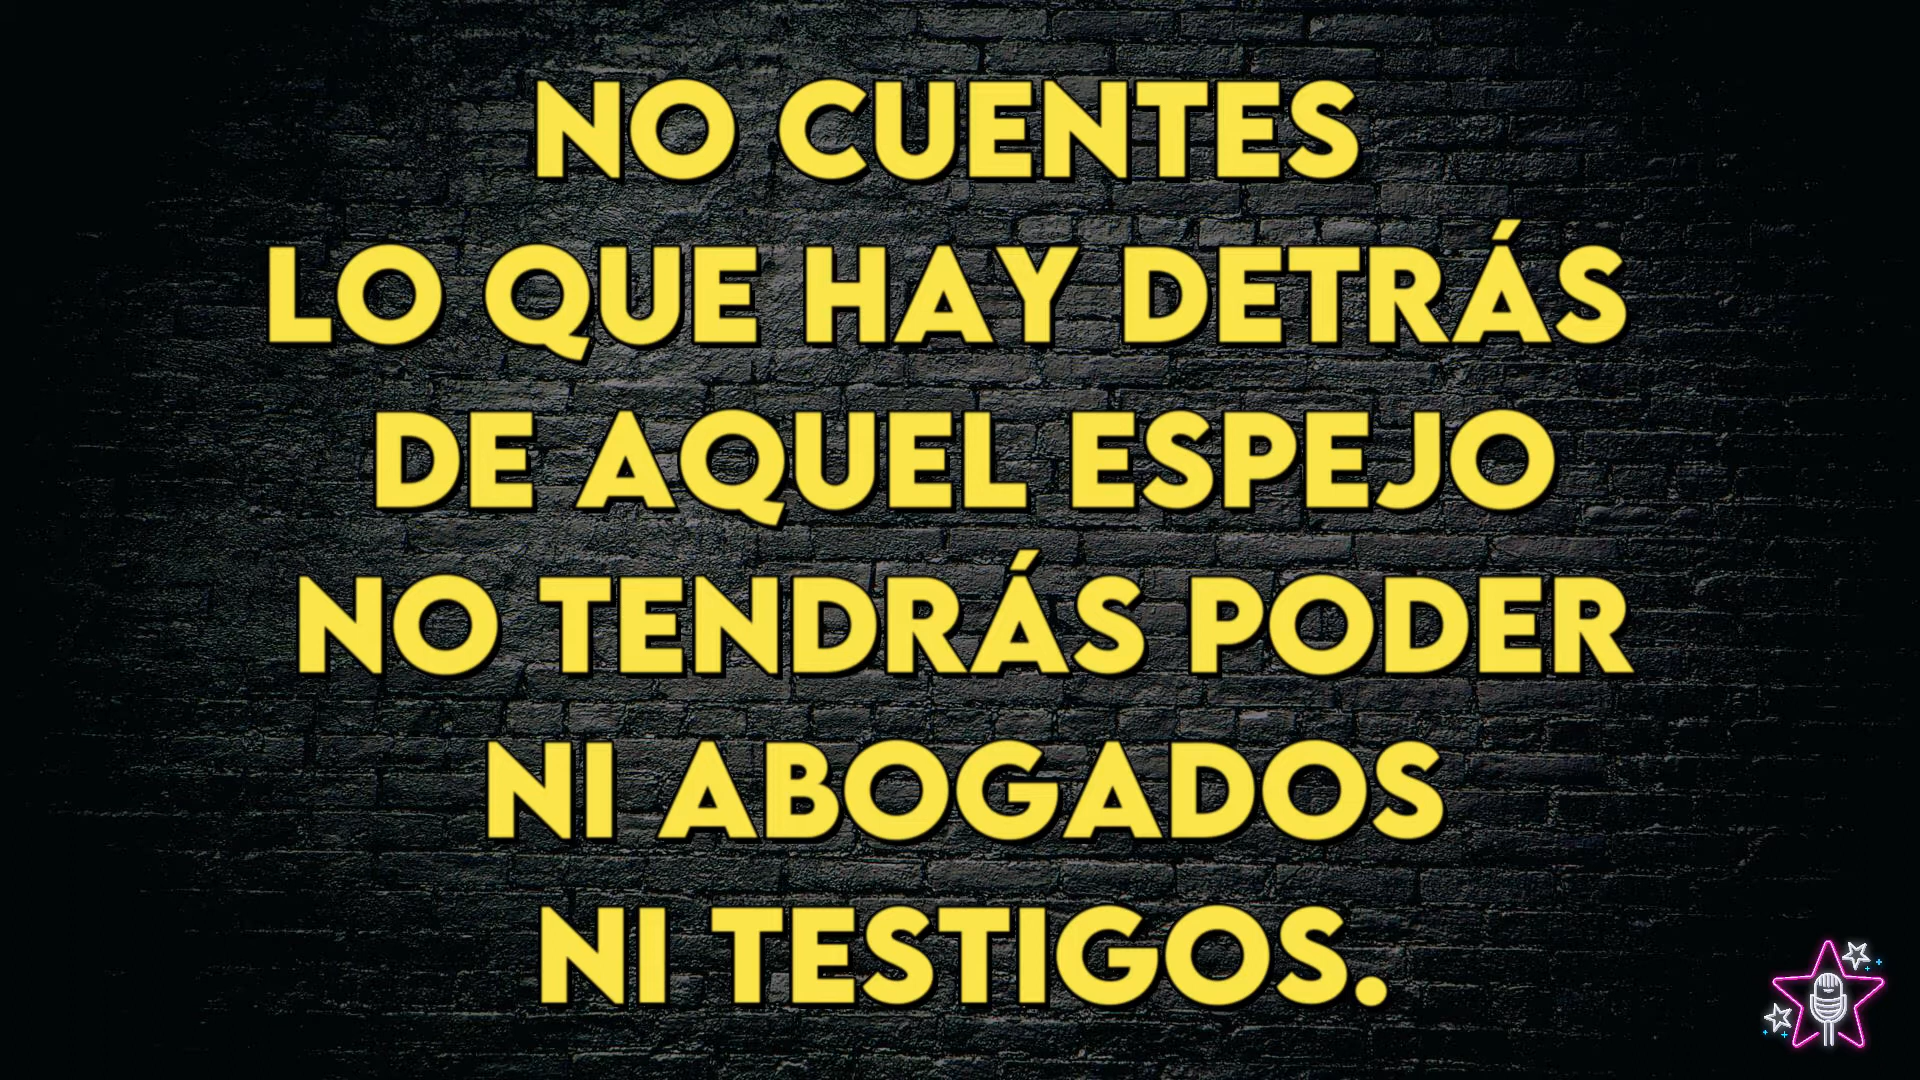 NO CUENTES
LO QUE HAY DETRÁS
DE AQUEL ESPEJO
NO TENDRÁS PODER
NI ABOGADOS
NI TESTIGOS.